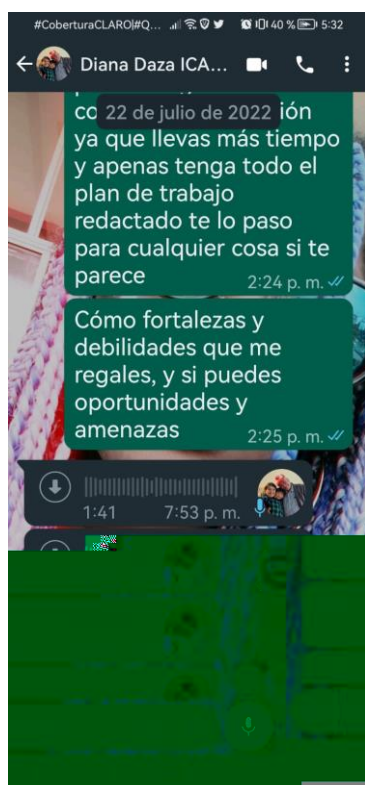 #CoberturaCLARO|#Q... 40 % 5:32
Diana Daza ICA...
22 de julio de 2022
co ión
ya que llevas más tiempo
y apenas tenga todo el
plan de trabajo
redactado te lo paso
para cualquier cosa si te
parece
2:24 p. m.
Cómo fortalezas y
debilidades que me
regales, y si puedes
oportunidades y
amenazas
2:25 p. m.
1:41 7:53 p. m.